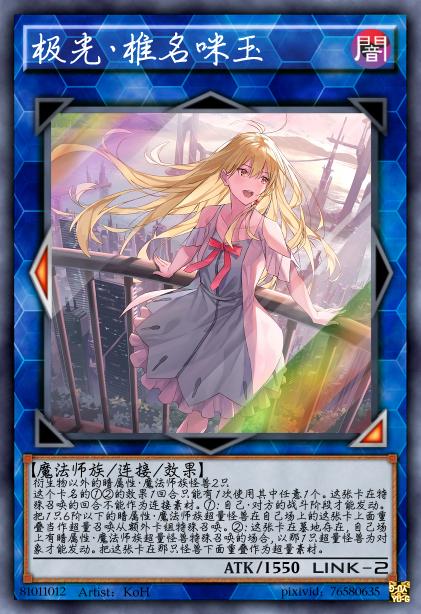 极光·椎名咪玉
闇
【魔法师族/连接/效果】
衍生物以外的暗属性·魔法师族怪兽2只
这个卡名的①②的效果1回合只能有1次使用其中任意1个。这张卡在特
殊召唤的回合不能作为连接素材。①:自己·对方的战斗阶段才能发动。
把1只6阶以下的暗属性·魔法师族超量怪兽在自己场上的这张卡上面重
叠当作超量召唤从额外卡组特殊召唤。②:这张卡在墓地存在,自己场
上有暗属性·魔法师族超量怪兽特殊召唤的场合,以那1只超量怪兽为对
象才能发动。把这张卡在那只怪兽下面重叠作为超量素材。
ATK/1550 LINK-2
81011012 Artist: KoH pixivid: 76580635